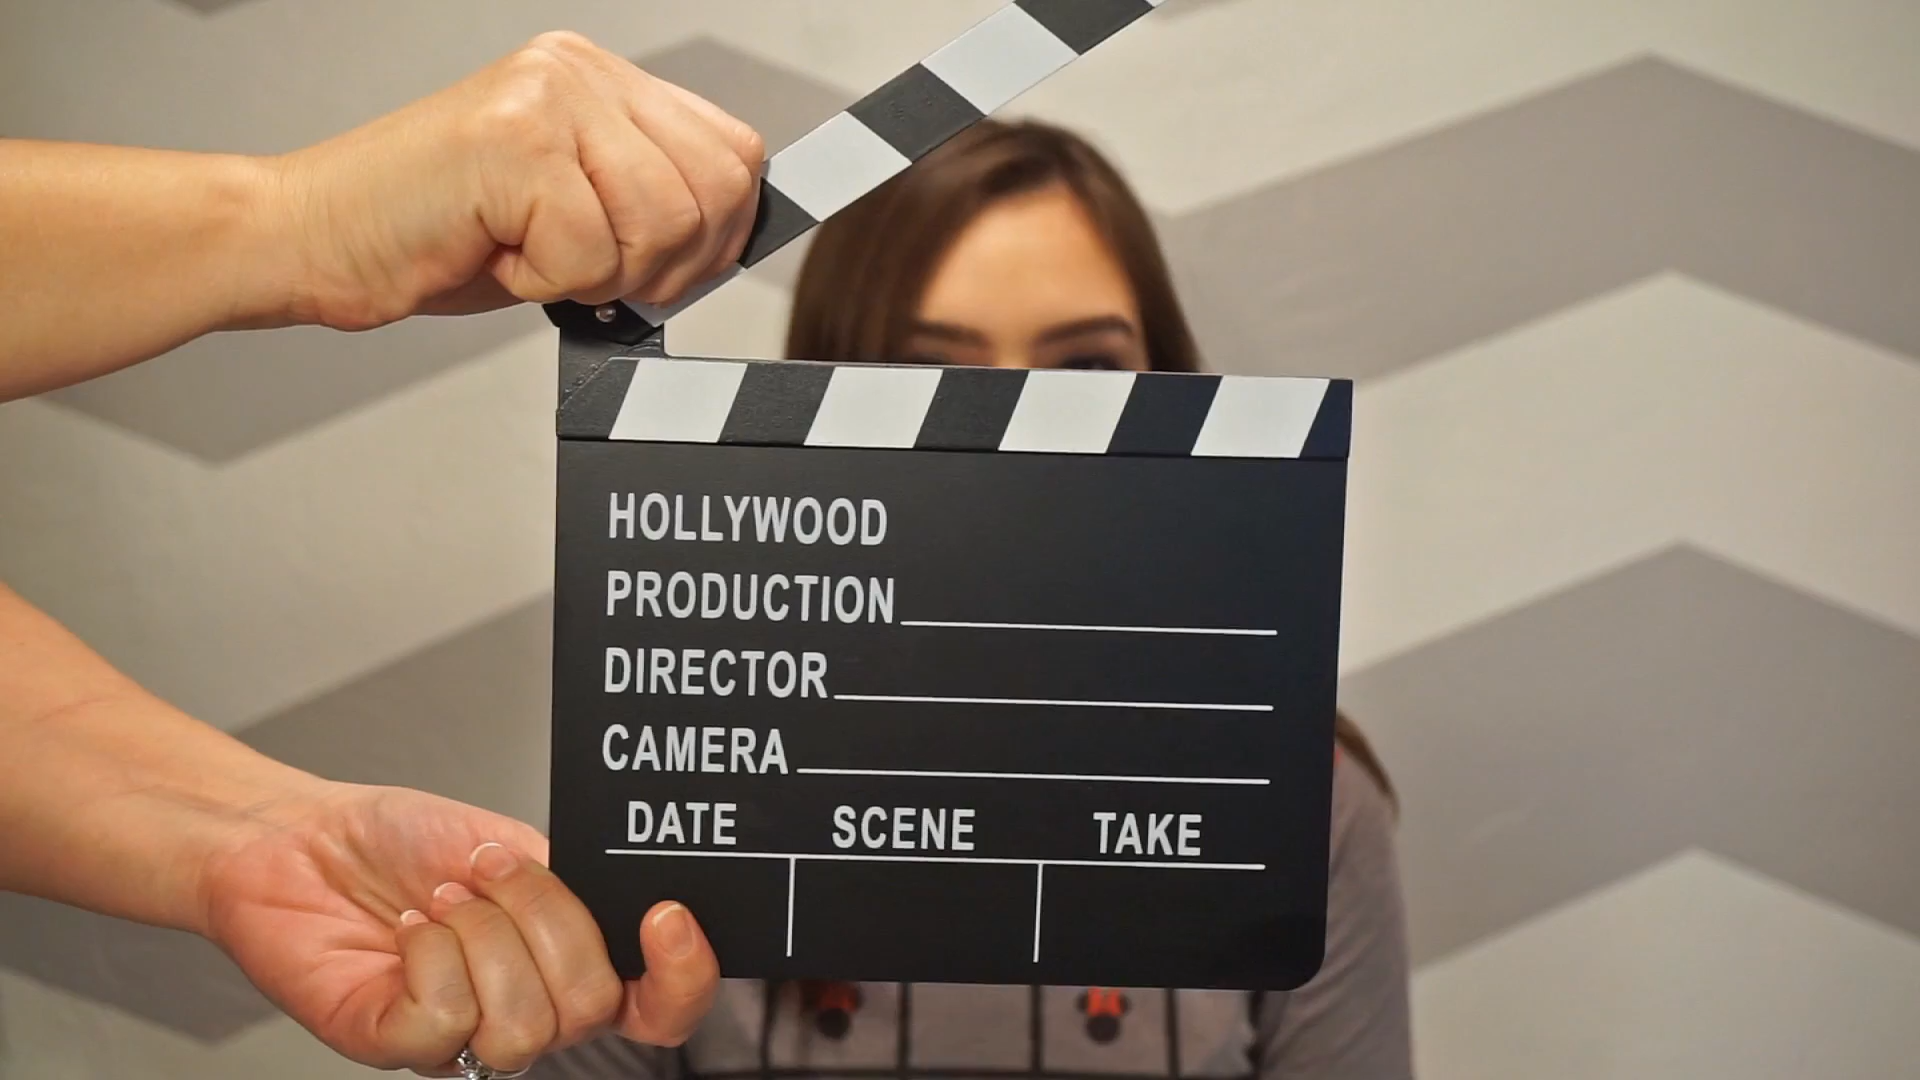 HOLLYWOOD
PRODUCTION
DIRECTOR
CAMERA
DATE SCENE TAKE